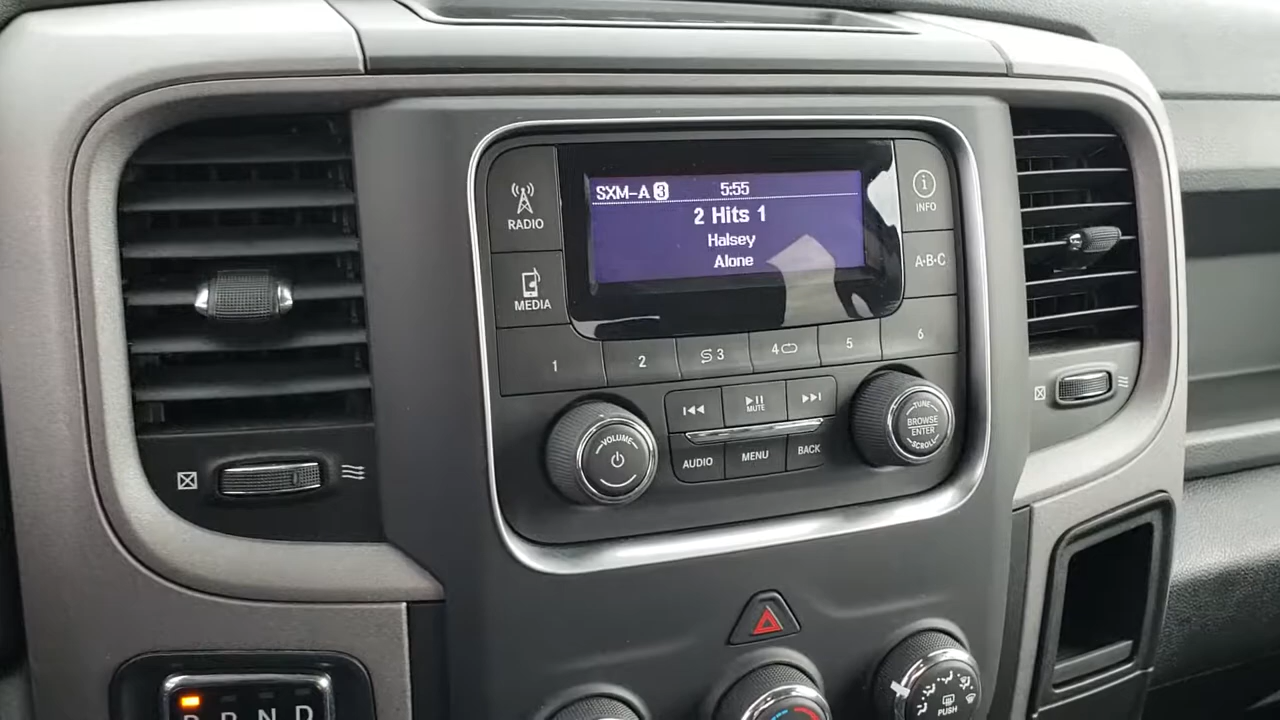 SXM-A 3 5:55
2 Hits 1
Halsey
Alone
RADIO
MEDIA
INFO
A·B·C
1 2 3 4 5 6
MUTE
VOLUME
AUDIO MENU BACK
TUNE
BROWSE
ENTER
SCROLL
P R N D
PUSH